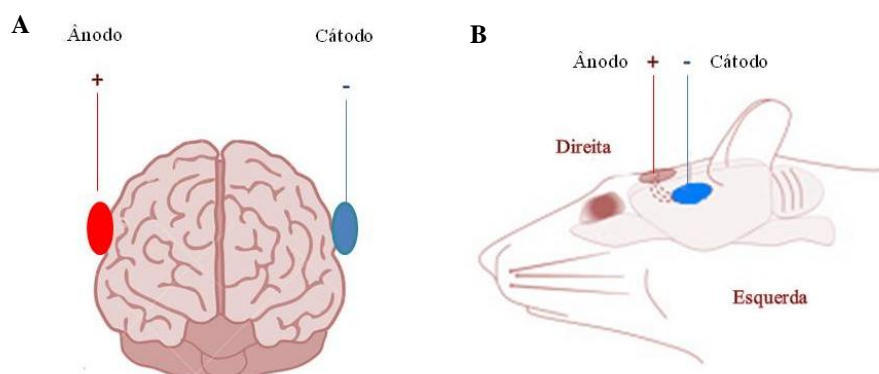 A
Ânodo
Cátodo
+
-
B
Ânodo + - Cátodo
Direita
Esquerda